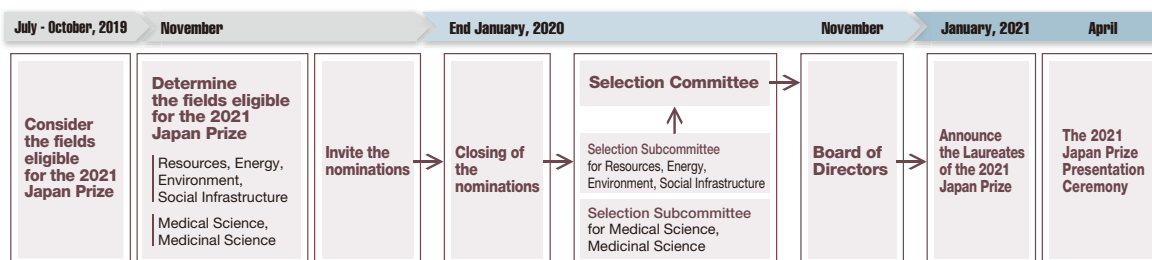 July - October, 2019
November
End January, 2020
November
January, 2021
April
Consider
the fields
eligible
for the 2021
Japan Prize
Determine
the fields eligible
for the 2021
Japan Prize
Resources, Energy,
Environment,
Social Infrastructure
Medical Science,
Medicinal Science
Invite the
nominations
Closing of
the
nominations
Selection Committee
Selection Subcommittee
for Resources, Energy,
Environment, Social Infrastructure
Selection Subcommittee
for Medical Science,
Medicinal Science
Board of
Directors
Announce
the Laureates
of the 2021
Japan Prize
The 2021
Japan Prize
Presentation
Ceremony